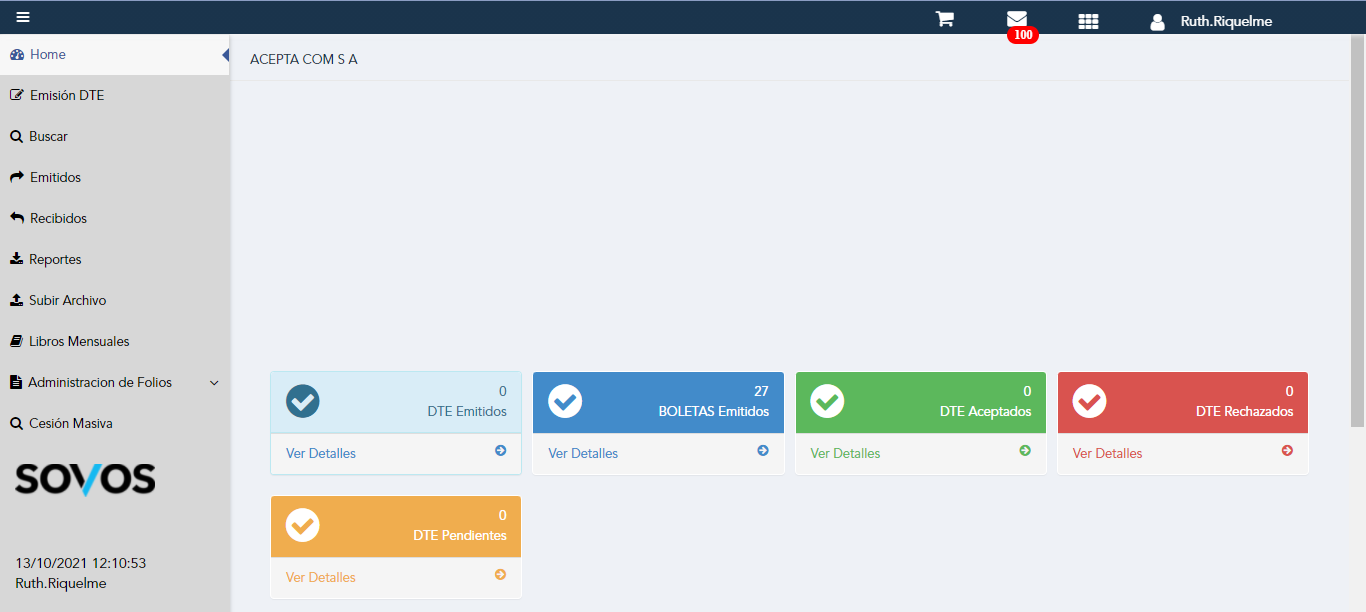 100
Ruth.Riquelme
Home
ACEPTA COM S A
Emisión DTE
Buscar
Emitidos
Recibidos
Reportes
Subir Archivo
Libros Mensuales
Administracion de Folios
Cesión Masiva
SOVOS
13/10/2021 12:10:53
Ruth.Riquelme
0
DTE Emitidos
Ver Detalles
27
BOLETAS Emitidos
Ver Detalles
0
DTE Aceptados
Ver Detalles
0
DTE Rechazados
Ver Detalles
0
DTE Pendientes
Ver Detalles